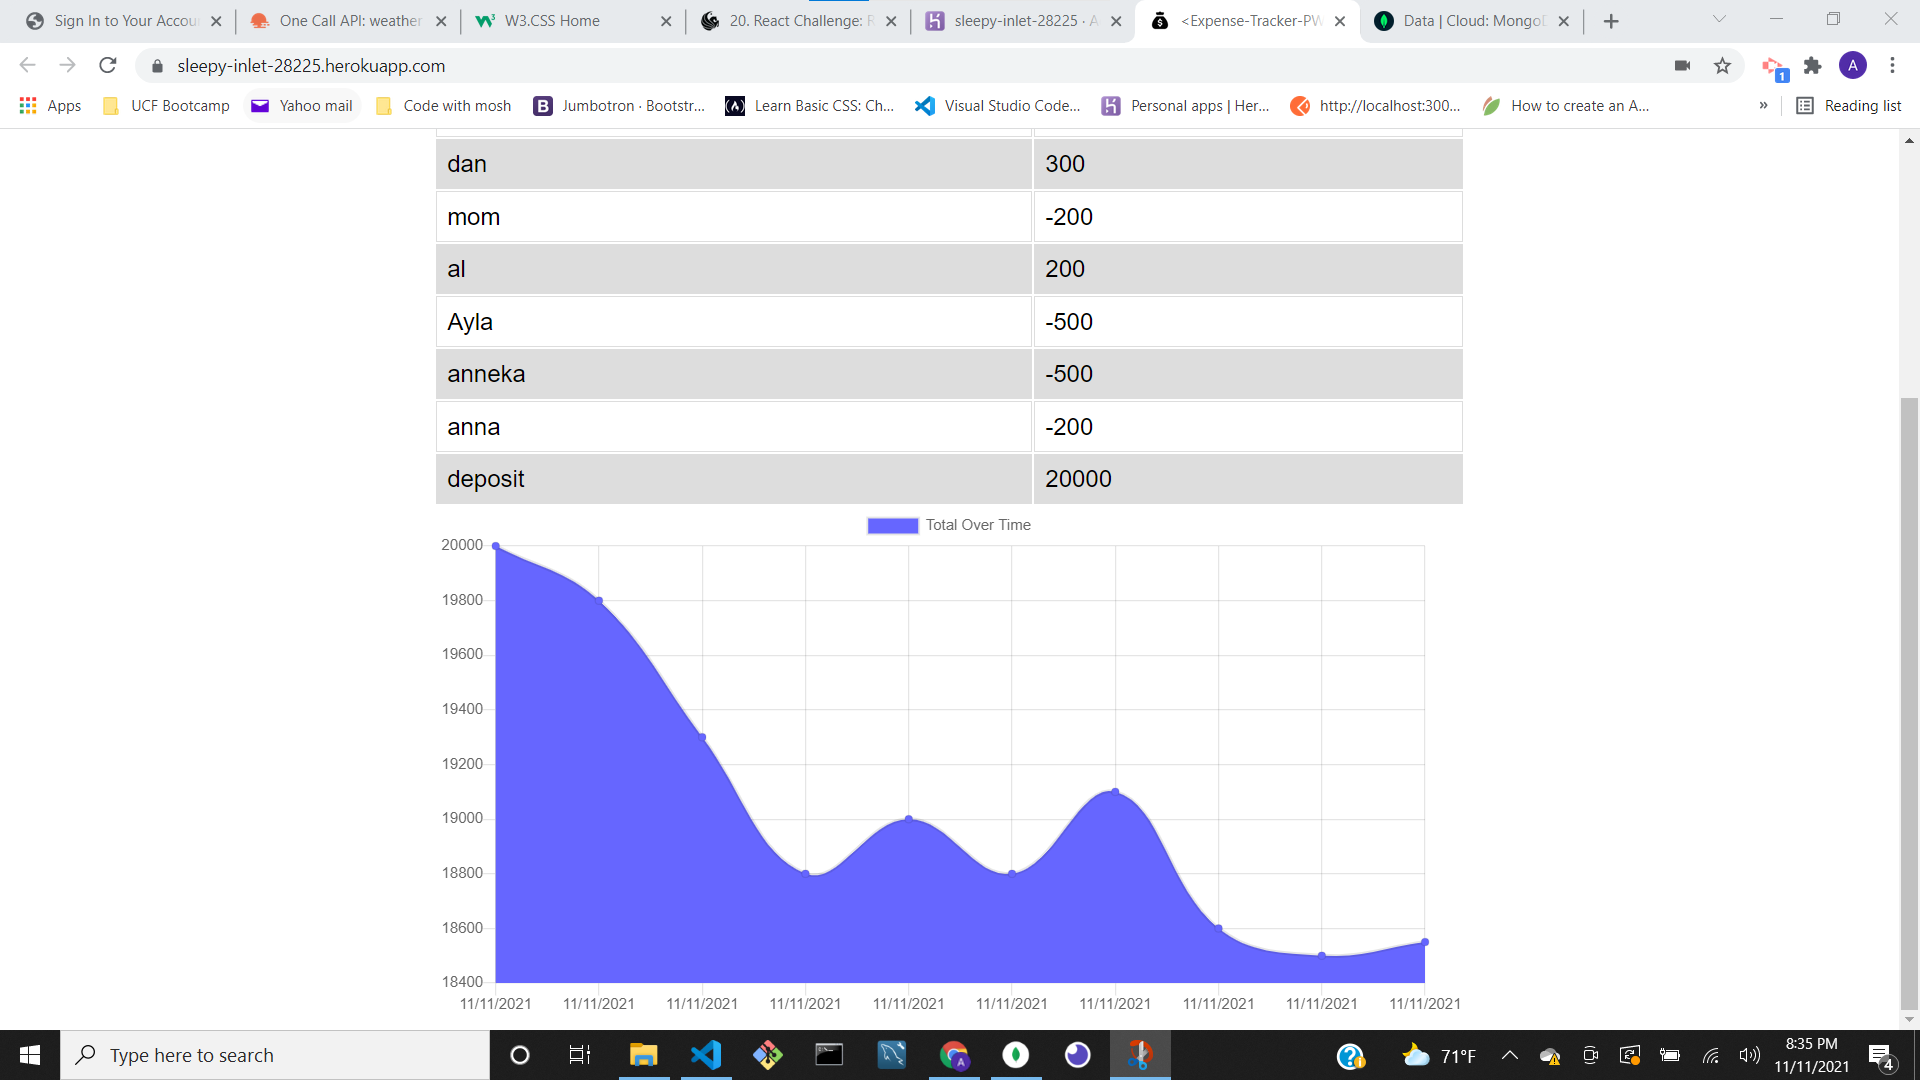 Sign In to Your Accou
One Call API: weather
W3.CSS Home
20. React Challenge: R
sleepy-inlet-28225 · A
<Expense-Tracker-PW
Data | Cloud: MongoD
sleepy-inlet-28225.herokuapp.com
1
A
Apps
UCF Bootcamp
Yahoo mail
Code with mosh
B
Jumbotron · Bootstr...
Learn Basic CSS: Ch...
Visual Studio Code...
Personal apps | Her...
http://localhost:300...
How to create an A...
»
Reading list
dan 300
mom -200
al 200
Ayla -500
anneka -500
anna -200
deposit 20000
Total Over Time
20000
19800
19600
19400
19200
19000
18800
18600
18400
11/11/2021 11/11/2021 11/11/2021 11/11/2021 11/11/2021 11/11/2021 11/11/2021 11/11/2021 11/11/2021 11/11/2021
Type here to search
71°F
8:35 PM
11/11/2021
4